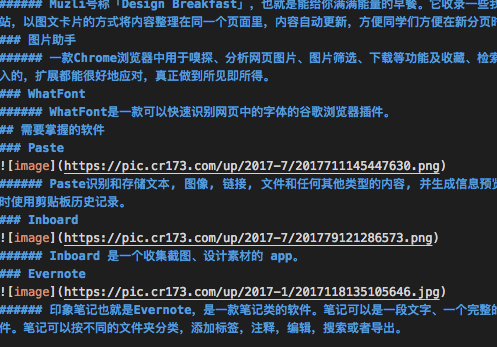 ###### Muzli号称「Design Breakfast」，也就是能给你满满能量的早餐。它收录一些
站，以图文卡片的方式将内容整理在同一个页面里，内容自动更新，方便同学们方便在新分页时
### 图片助手
###### 一款Chrome浏览器中用于嗅探、分析网页图片、图片筛选、下载等功能及收藏、检索
入的，扩展都能很好地应对，真正做到所见即所得。
### WhatFont
###### WhatFont是一款可以快速识别网页中的字体的谷歌浏览器插件。
## 需要掌握的软件
### Paste
![image](https://pic.cr173.com/up/2017-7/2017711145447630.png)
###### Paste识别和存储文本, 图像, 链接, 文件和任何其他类型的内容, 并生成信息预览
时使用剪贴板历史记录。
### Inboard
![image](https://pic.cr173.com/up/2017-7/201779121286573.png)
###### Inboard 是一个收集截图、设计素材的 app。
### Evernote
![image](https://pic.cr173.com/up/2017-1/2017118135105646.jpg)
###### 印象笔记也就是Evernote, 是一款笔记类的软件。笔记可以是一段文字、一个完整的
件。笔记可以按不同的文件夹分类，添加标签，注释，编辑，搜索或者导出。